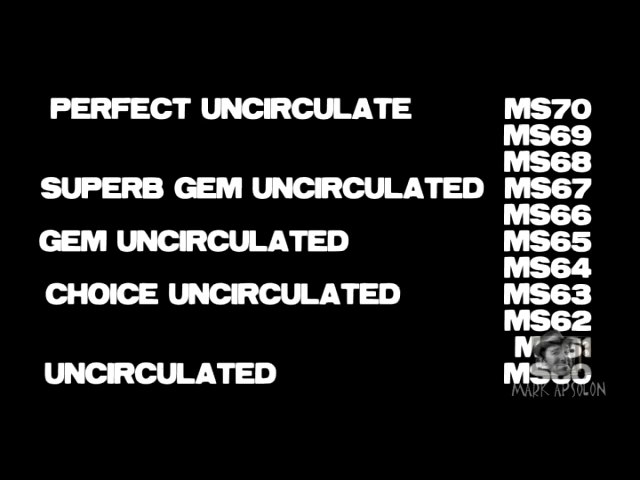 PERFECT UNCIRCULATE MS70
MS69
MS68
SUPERB GEM UNCIRCULATED MS67
MS66
GEM UNCIRCULATED MS65
MS64
CHOICE UNCIRCULATED MS63
MS62
MS61
UNCIRCULATED MS60
MARK APSOLON